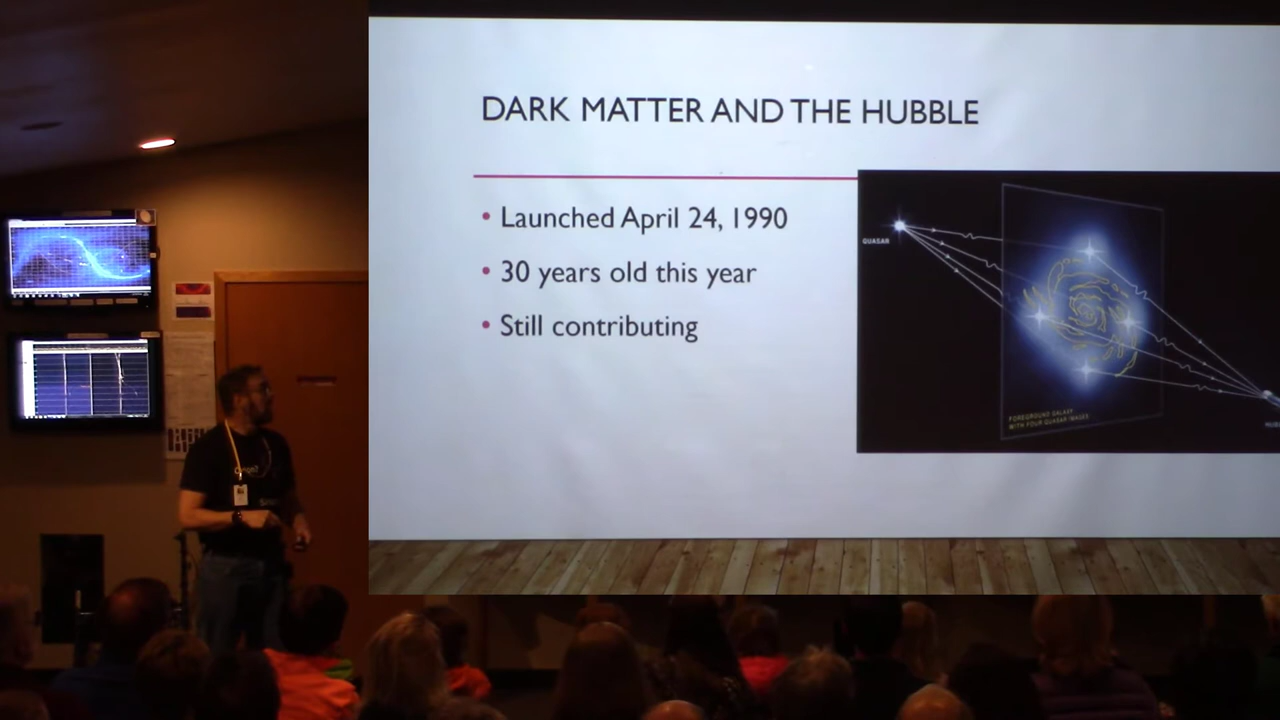 DARK MATTER AND THE HUBBLE
• Launched April 24, 1990
• 30 years old this year
• Still contributing
QUASAR
FOREGROUND GALAXY
WITH FOUR QUASAR IMAGES